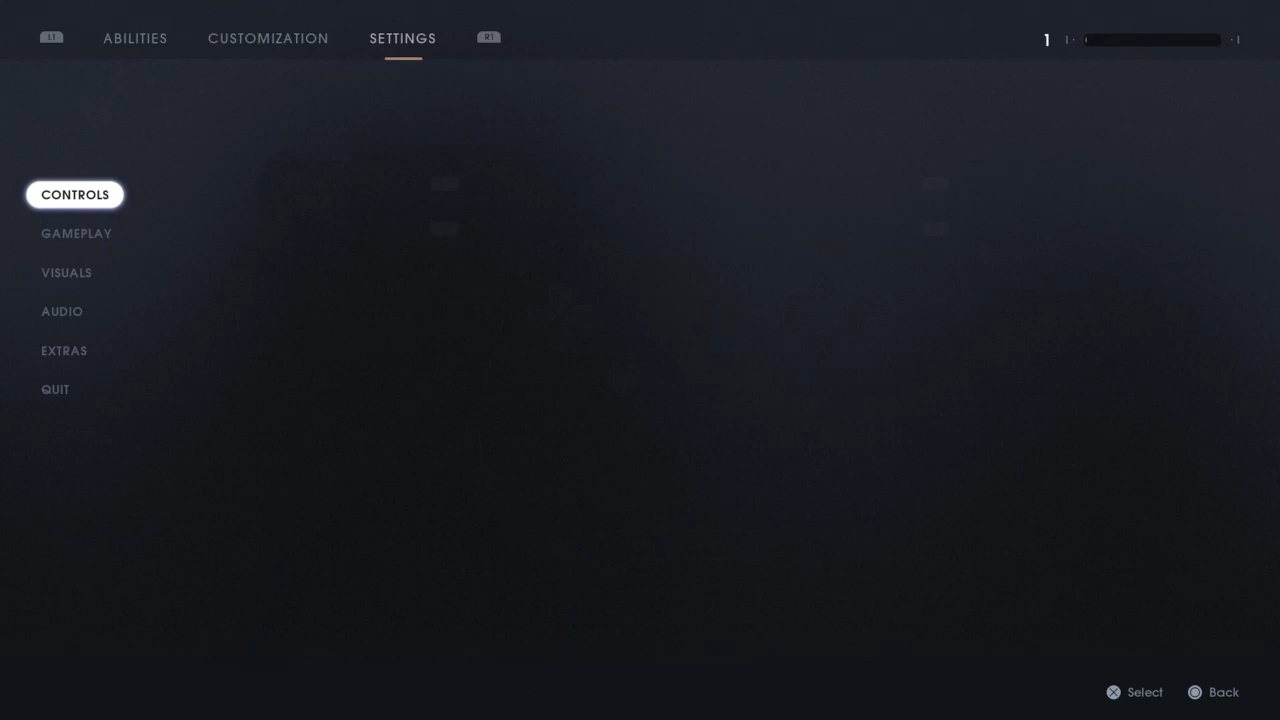 L1 ABILITIES CUSTOMIZATION SETTINGS R1 1
CONTROLS
GAMEPLAY
VISUALS
AUDIO
EXTRAS
QUIT
Select Back